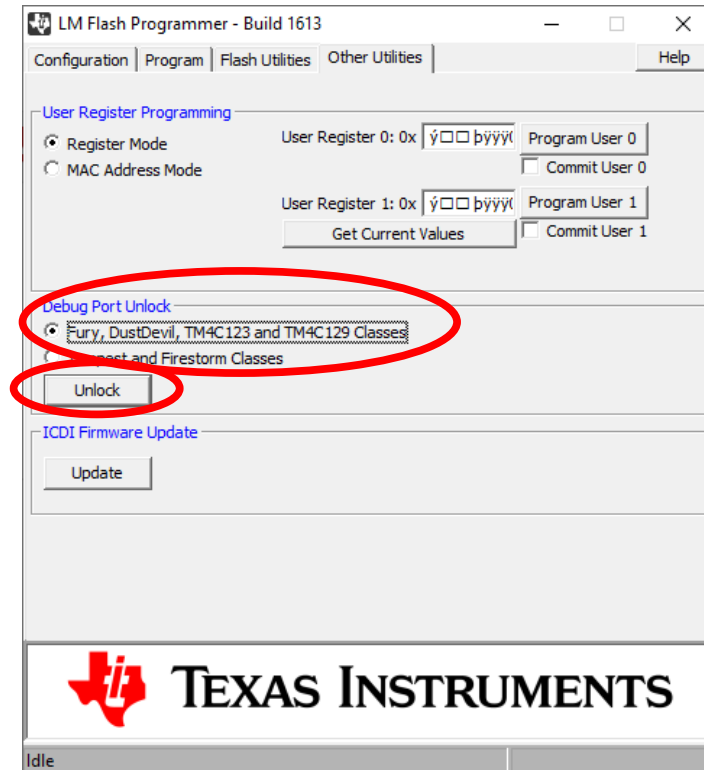 LM Flash Programmer - Build 1613
Configuration Program Flash Utilities Other Utilities Help
User Register Programming
Register Mode
MAC Address Mode
User Register 0: 0x Program User 0
Commit User 0
User Register 1: 0x Program User 1
Get Current Values Commit User 1
Debug Port Unlock
Fury, DustDevil, TM4C123 and TM4C129 Classes
and Firestorm Classes
Unlock
ICDI Firmware Update
Update
TEXAS INSTRUMENTS
Idle